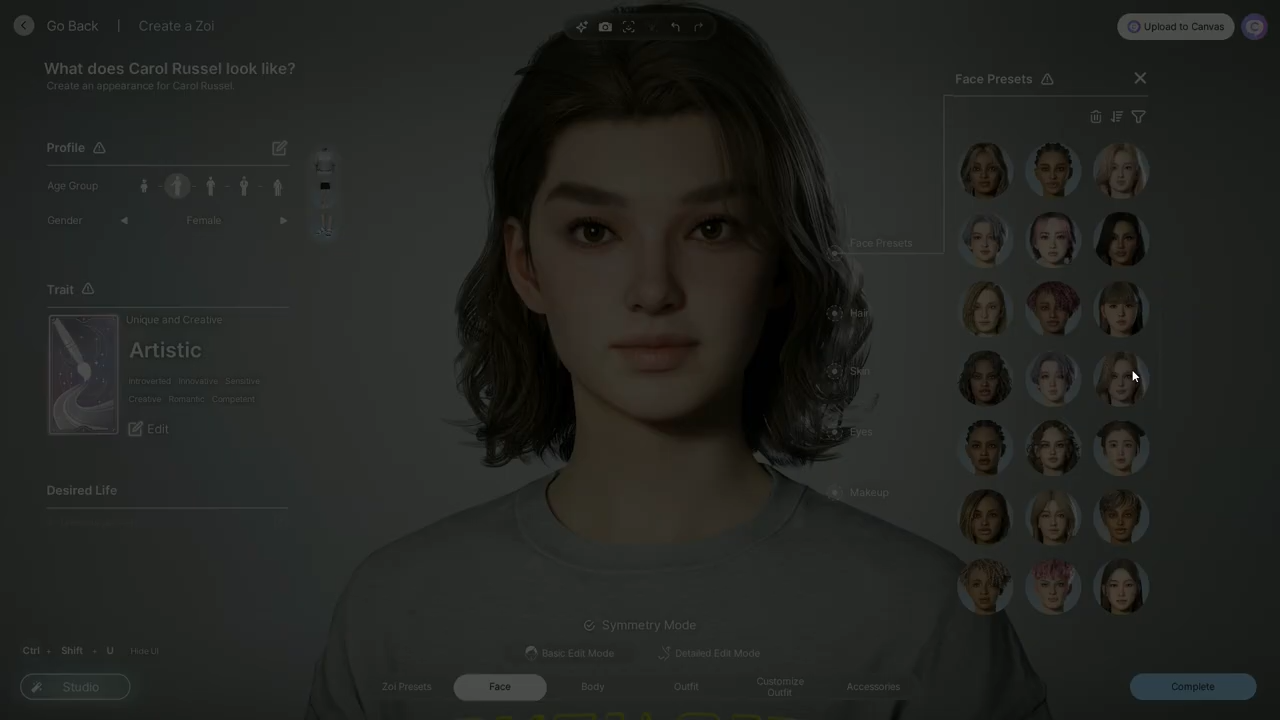 Go Back | Create a Zoi
Upload to Canvas
What does Carol Russel look like?
Create an appearance for Carol Russel.
Face Presets
Profile
Age Group
Gender Female
Face Presets
Trait
Unique and Creative
Artistic
Introverted Innovative Sensitive
Creative Romantic Competent
Edit
Hair
Skin
Eyes
Makeup
Desired Life
Symmetry Mode
Basic Edit Mode Detailed Edit Mode
Ctrl + Shift + U Hide UI
Studio
Zoi Presets Face Body Outfit Customize Outfit Accessories
Complete